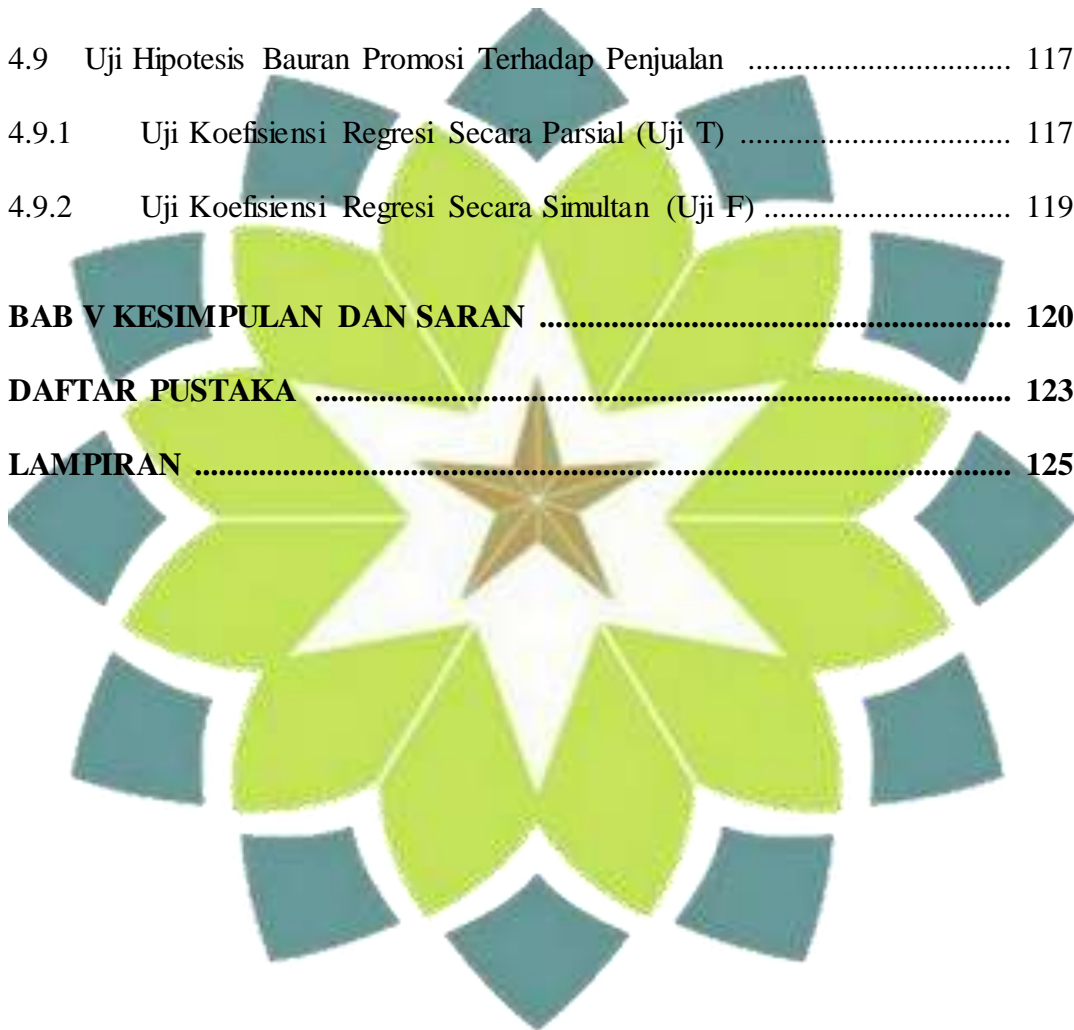 4.9 Uji Hipotesis Bauran Promosi Terhadap Penjualan ................................. 117
4.9.1 Uji Koefisiensi Regresi Secara Parsial (Uji T) .................................. 117
4.9.2 Uji Koefisiensi Regresi Secara Simultan (Uji F) ............................... 119
BAB V KESIMPULAN DAN SARAN ............................................................ 120
DAFTAR PUSTAKA ........................................................................................ 123
LAMPIRAN ....................................................................................................... 125